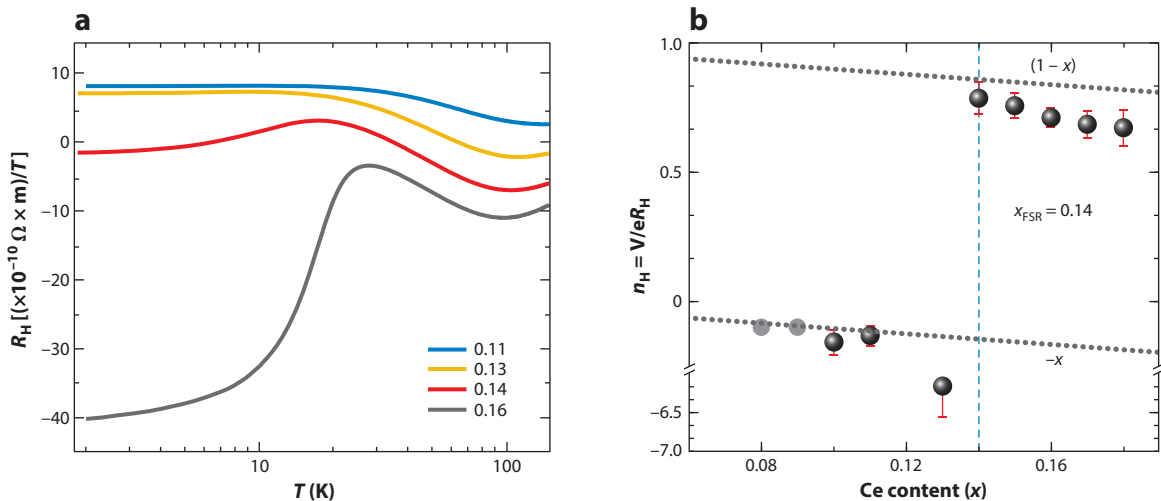 a
R_H [(×10⁻¹⁰ Ω × m)/T]
10
0
−10
−20
−30
−40
0.11
0.13
0.14
0.16
10
100
T (K)
b
n_H = V/eR_H
1.0
0.5
0
−6.5
−7.0
(1 − x)
x_FSR = 0.14
−x
0.08
0.12
0.16
Ce content (x)